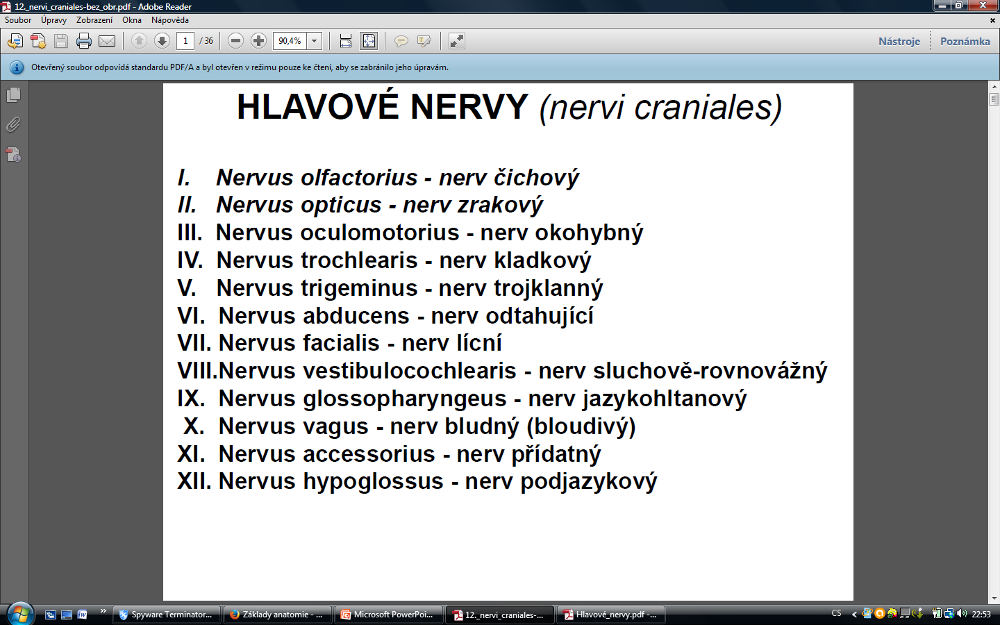 12._nervi_craniales-bez_obr.pdf - Adobe Reader
Soubor Úpravy Zobrazení Okna Nápověda
1 / 36 90,4% Nástroje Poznámka
Otevřený soubor odpovídá standardu PDF/A a byl otevřen v režimu pouze ke čtení, aby se zabránilo jeho úpravám.
HLAVOVÉ NERVY (nervi craniales)
I. Nervus olfactorius - nerv čichový
II. Nervus opticus - nerv zrakový
III. Nervus oculomotorius - nerv okohybný
IV. Nervus trochlearis - nerv kladkový
V. Nervus trigeminus - nerv trojklanný
VI. Nervus abducens - nerv odtahující
VII. Nervus facialis - nerv lícní
VIII.Nervus vestibulocochlearis - nerv sluchově-rovnovážný
IX. Nervus glossopharyngeus - nerv jazykohltanový
X. Nervus vagus - nerv bludný (bloudivý)
XI. Nervus accessorius - nerv přídatný
XII. Nervus hypoglossus - nerv podjazykový
Spyware Terminator... Základy anatomie - ... Microsoft PowerPoi... 12._nervi_craniales-... Hlavové_nervy.pdf -... CS 22:53